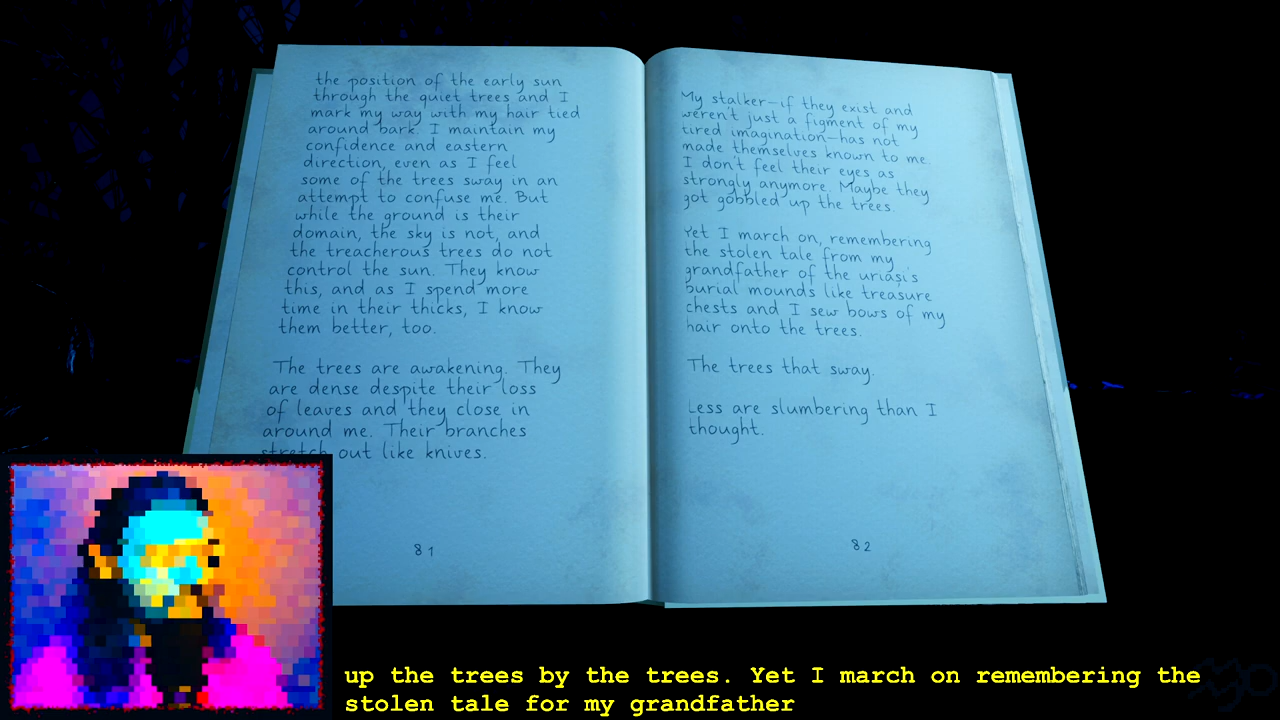 the position of the early sun
through the quiet trees and I
mark my way with my hair tied
around bark. I maintain my
confidence and eastern
direction, even as I feel
some of the trees sway in an
attempt to confuse me. But
while the ground is their
domain, the sky is not, and
the treacherous trees do not
control the sun. They know
this, and as I spend more
time in their thicks, I know
them better, too.
The trees are awakening. They
are dense despite their loss
of leaves and they close in
around me. Their branches
stretch out like knives.
81
My stalker—if they exist and
weren't just a figment of my
tired imagination—has not
made themselves known to me.
I don't feel their eyes as
strongly anymore. Maybe they
got gobbled up the trees.
Yet I march on, remembering
the stolen tale from my
grandfather of the uriași's
burial mounds like treasure
chests and I sew bows of my
hair onto the trees.
The trees that sway.
Less are slumbering than I
thought.
82
up the trees by the trees. Yet I march on remembering the
stolen tale for my grandfather